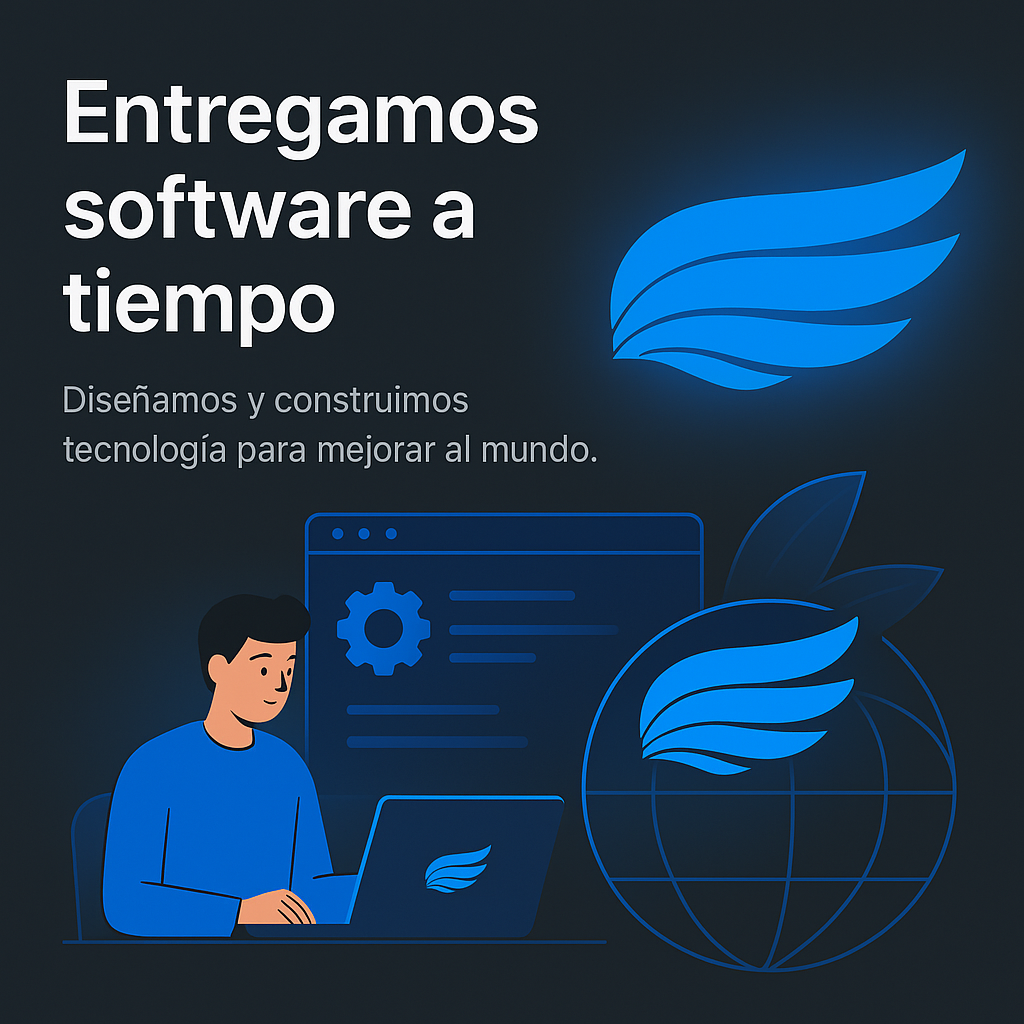 Entregamos
software a
tiempo
Diseñamos y construimos
tecnología para mejorar al mundo.